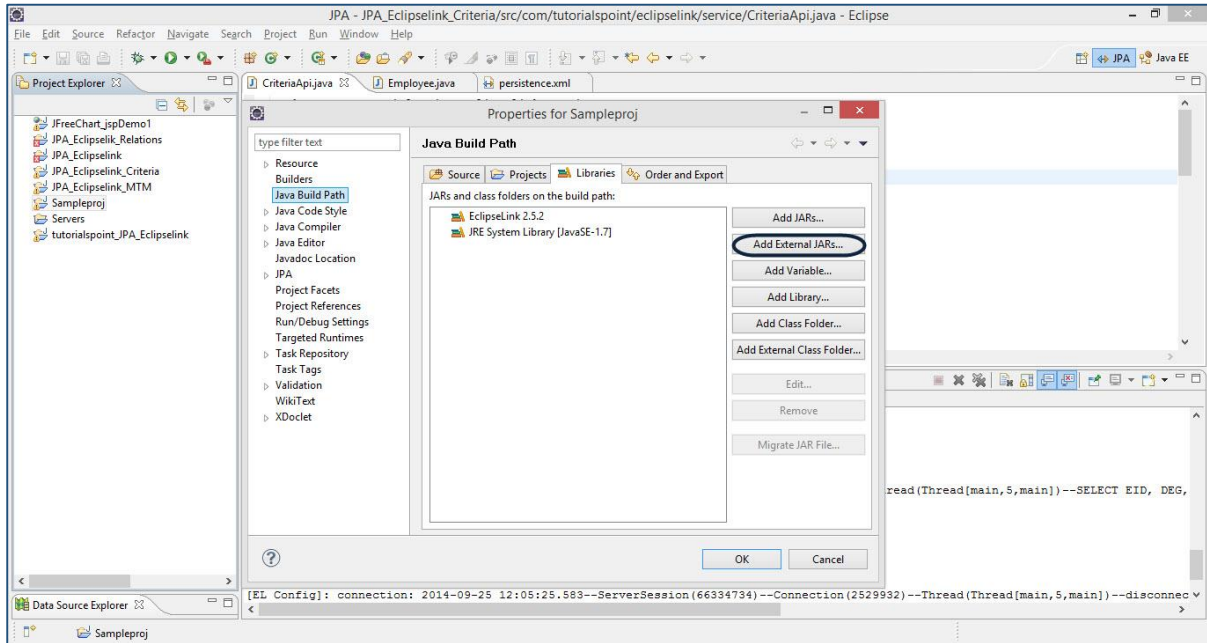 JPA - JPA_Eclipselink_Criteria/src/com/tutorialspoint/eclipselink/service/CriteriaApi.java - Eclipse
File Edit Source Refactor Navigate Search Project Run Window Help
JPA Java EE
Project Explorer
CriteriaApi.java Employee.java persistence.xml
JFreeChart_jspDemo1
JPA_Eclipselik_Relations
JPA_Eclipselink
JPA_Eclipselink_Criteria
JPA_Eclipselink_MTM
Sampleproj
Servers
tutorialspoint_JPA_Eclipselink
Properties for Sampleproj
type filter text
Resource
Builders
Java Build Path
Java Code Style
Java Compiler
Java Editor
Javadoc Location
JPA
Project Facets
Project References
Run/Debug Settings
Targeted Runtimes
Task Repository
Task Tags
Validation
WikiText
XDoclet
Java Build Path
Source Projects Libraries Order and Export
JARs and class folders on the build path:
EclipseLink 2.5.2
JRE System Library [JavaSE-1.7]
Add JARs...
Add External JARs...
Add Variable...
Add Library...
Add Class Folder...
Add External Class Folder...
Edit...
Remove
Migrate JAR File...
OK Cancel
read(Thread[main,5,main])--SELECT EID, DEG,
[EL Config]: connection: 2014-09-25 12:05:25.583--ServerSession(66334734)--Connection(2529932)--Thread(Thread[main,5,main])--disconnec
Data Source Explorer
Sampleproj